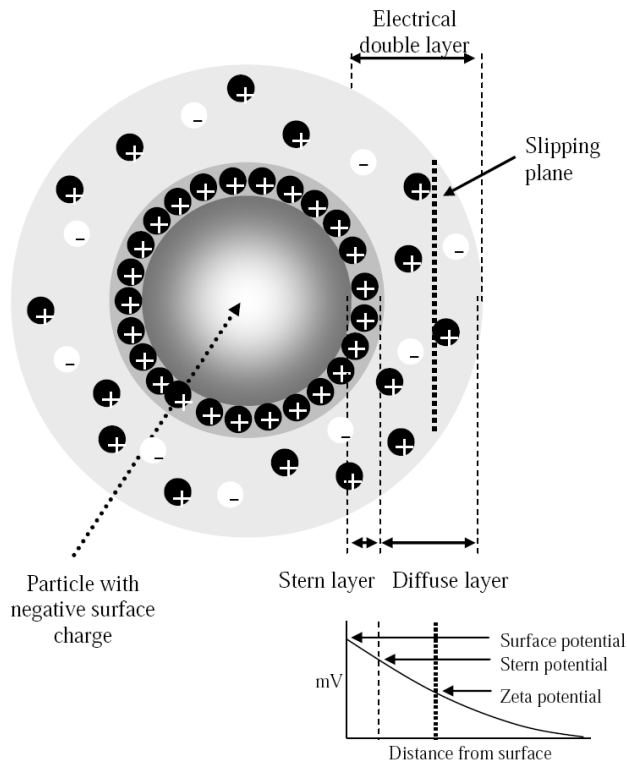 Electrical
double layer
Slipping
plane
Particle with
negative surface
charge
Stern layer
Diffuse layer
Surface potential
Stern potential
Zeta potential
mV
Distance from surface